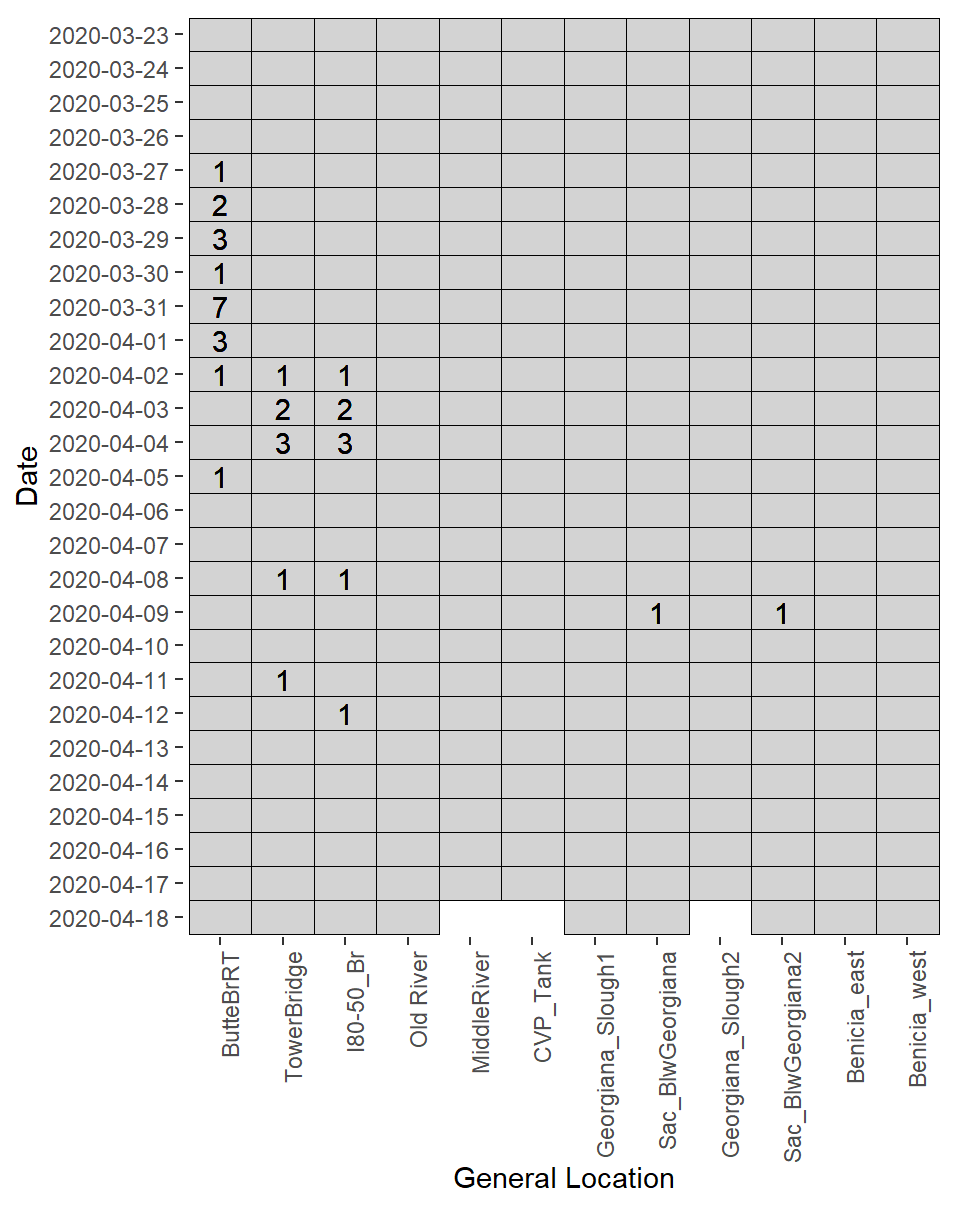 2020-03-23
2020-03-24
2020-03-25
2020-03-26
2020-03-27 1
2020-03-28 2
2020-03-29 3
2020-03-30 1
2020-03-31 7
2020-04-01 3
2020-04-02 1 1 1
2020-04-03 2 2
2020-04-04 3 3
2020-04-05 1
2020-04-06
2020-04-07
2020-04-08 1 1
2020-04-09 1 1
2020-04-10
2020-04-11 1
2020-04-12 1
2020-04-13
2020-04-14
2020-04-15
2020-04-16
2020-04-17
2020-04-18
Date
ButteBrRT
TowerBridge
I80-50_Br
Old River
MiddleRiver
CVP_Tank
Georgiana_Slough1
Sac_BlwGeorgiana
Georgiana_Slough2
Sac_BlwGeorgiana2
Benicia_east
Benicia_west
General Location